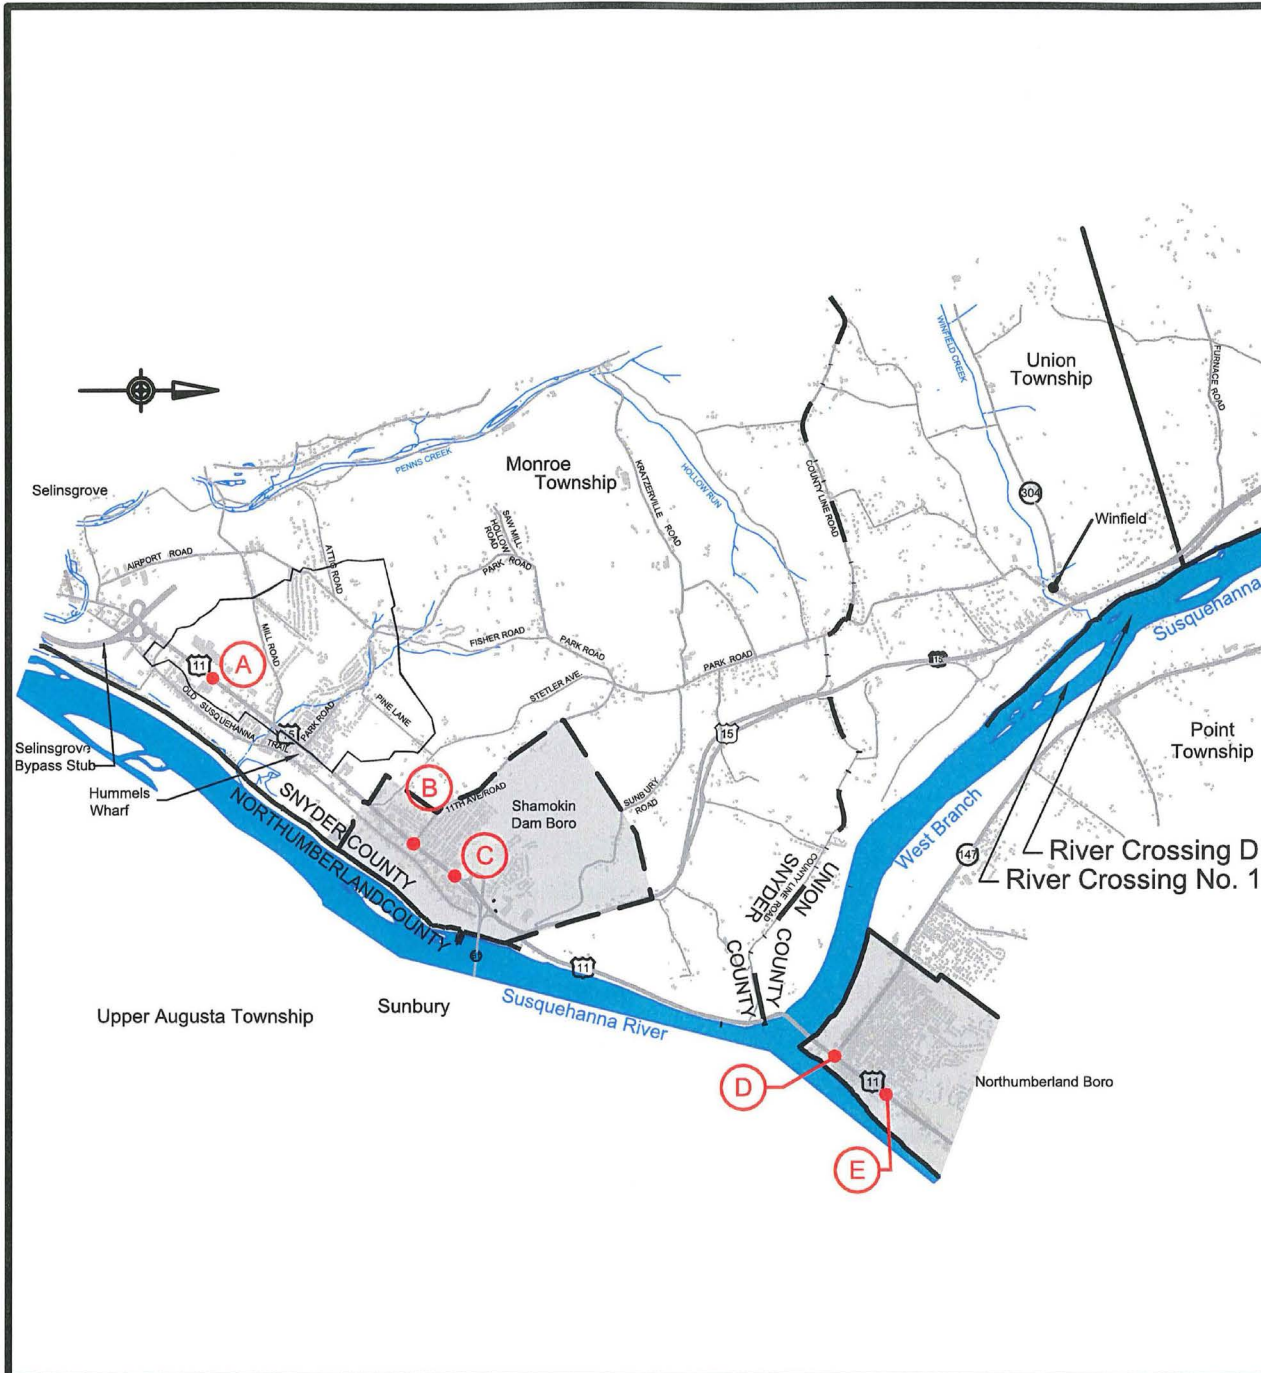 Union
Township
WINFIELD CREEK
FURNACE ROAD
Monroe
Township
PENNS CREEK
KRATZERVILLE ROAD
HOLLOW RUN
COUNTY LINE ROAD
304
Selinsgrove
SAW MILL
HOLLOW
ROAD
PARK ROAD
Winfield
AIRPORT ROAD
ATTIG ROAD
MILL ROAD
FISHER ROAD
PARK ROAD
PARK ROAD
15
Susquehanna
11
A
STETLER AVE.
PINE LANE
OLD SUSQUEHANNA TRAIL
PARK ROAD
15
Selinsgrove
Bypass Stub
Hummels
Wharf
Point
Township
B
11TH AVE/ROAD
Shamokin
Dam Boro
SUNBURY
ROAD
C
SNYDER COUNTY
NORTHUMBERLAND COUNTY
West Branch
147
River Crossing D
River Crossing No. 1
COUNTY LINE ROAD
UNION COUNTY
SNYDER COUNTY
11
Upper Augusta Township
Sunbury
Susquehanna River
D
11
Northumberland Boro
E